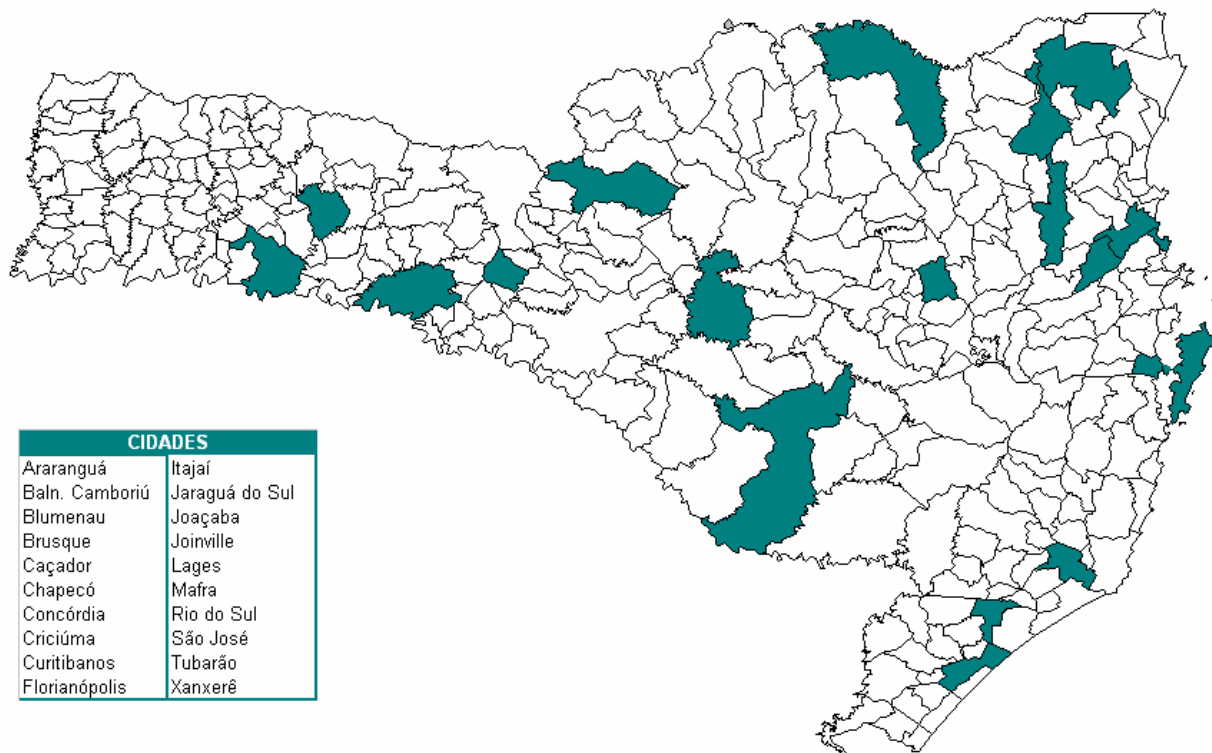 CIDADES
Araranguá Itajaí
Baln. Camboriú Jaraguá do Sul
Blumenau Joaçaba
Brusque Joinville
Caçador Lages
Chapecó Mafra
Concórdia Rio do Sul
Criciúma São José
Curitibanos Tubarão
Florianópolis Xanxerê